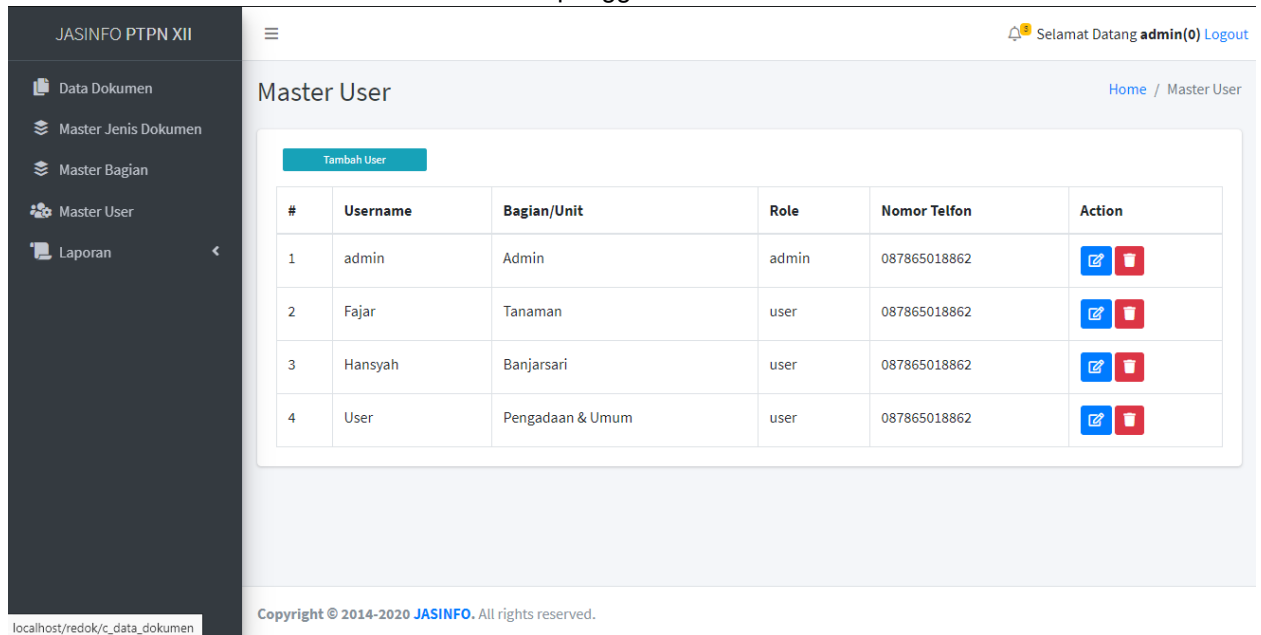 JASINFO PTPN XII
3 Selamat Datang admin(0) Logout
Data Dokumen
Master Jenis Dokumen
Master Bagian
Master User
Laporan
Master User
Home / Master User
Tambah User
# Username Bagian/Unit Role Nomor Telfon Action
1 admin Admin admin 087865018862
2 Fajar Tanaman user 087865018862
3 Hansyah Banjarsari user 087865018862
4 User Pengadaan & Umum user 087865018862
Copyright © 2014-2020 JASINFO. All rights reserved.
localhost/redok/c_data_dokumen